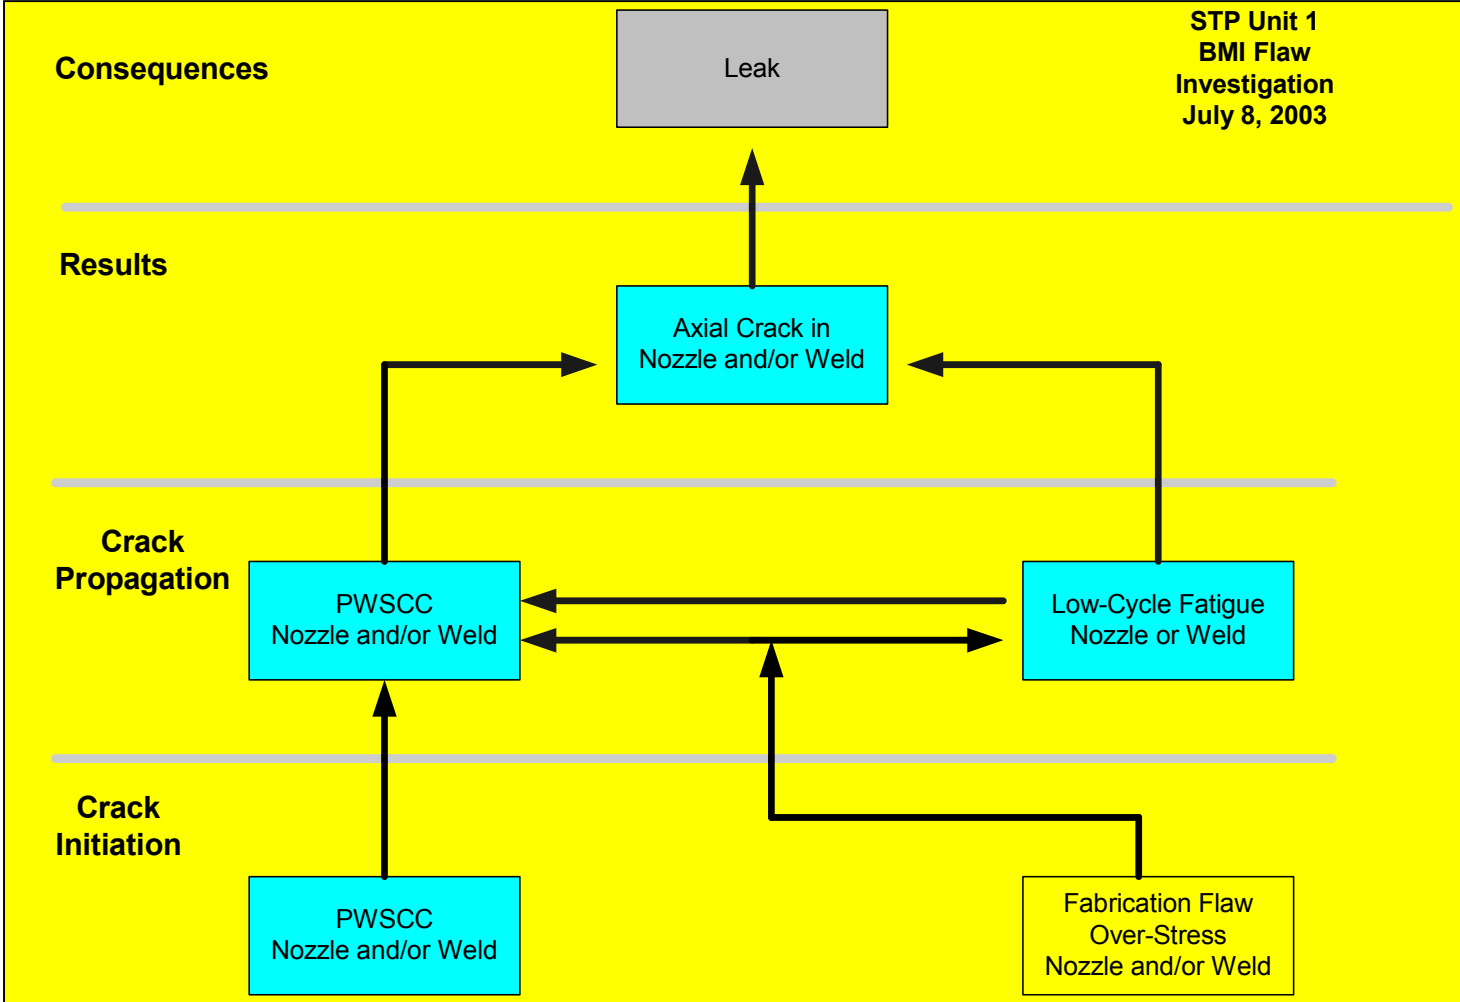 Consequences
Leak
STP Unit 1
BMI Flaw
Investigation
July 8, 2003
Results
Axial Crack in
Nozzle and/or Weld
Crack
Propagation
PWSCC
Nozzle and/or Weld
Low-Cycle Fatigue
Nozzle or Weld
Crack
Initiation
PWSCC
Nozzle and/or Weld
Fabrication Flaw
Over-Stress
Nozzle and/or Weld